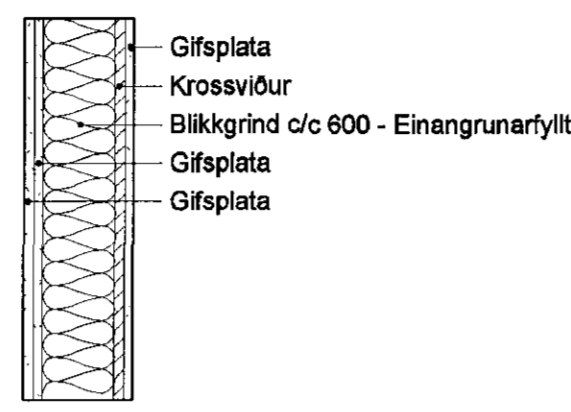 Gifsplata
Krossviður
Blikkgrind c/c 600 - Einangrunarfyllt
Gifsplata
Gifsplata